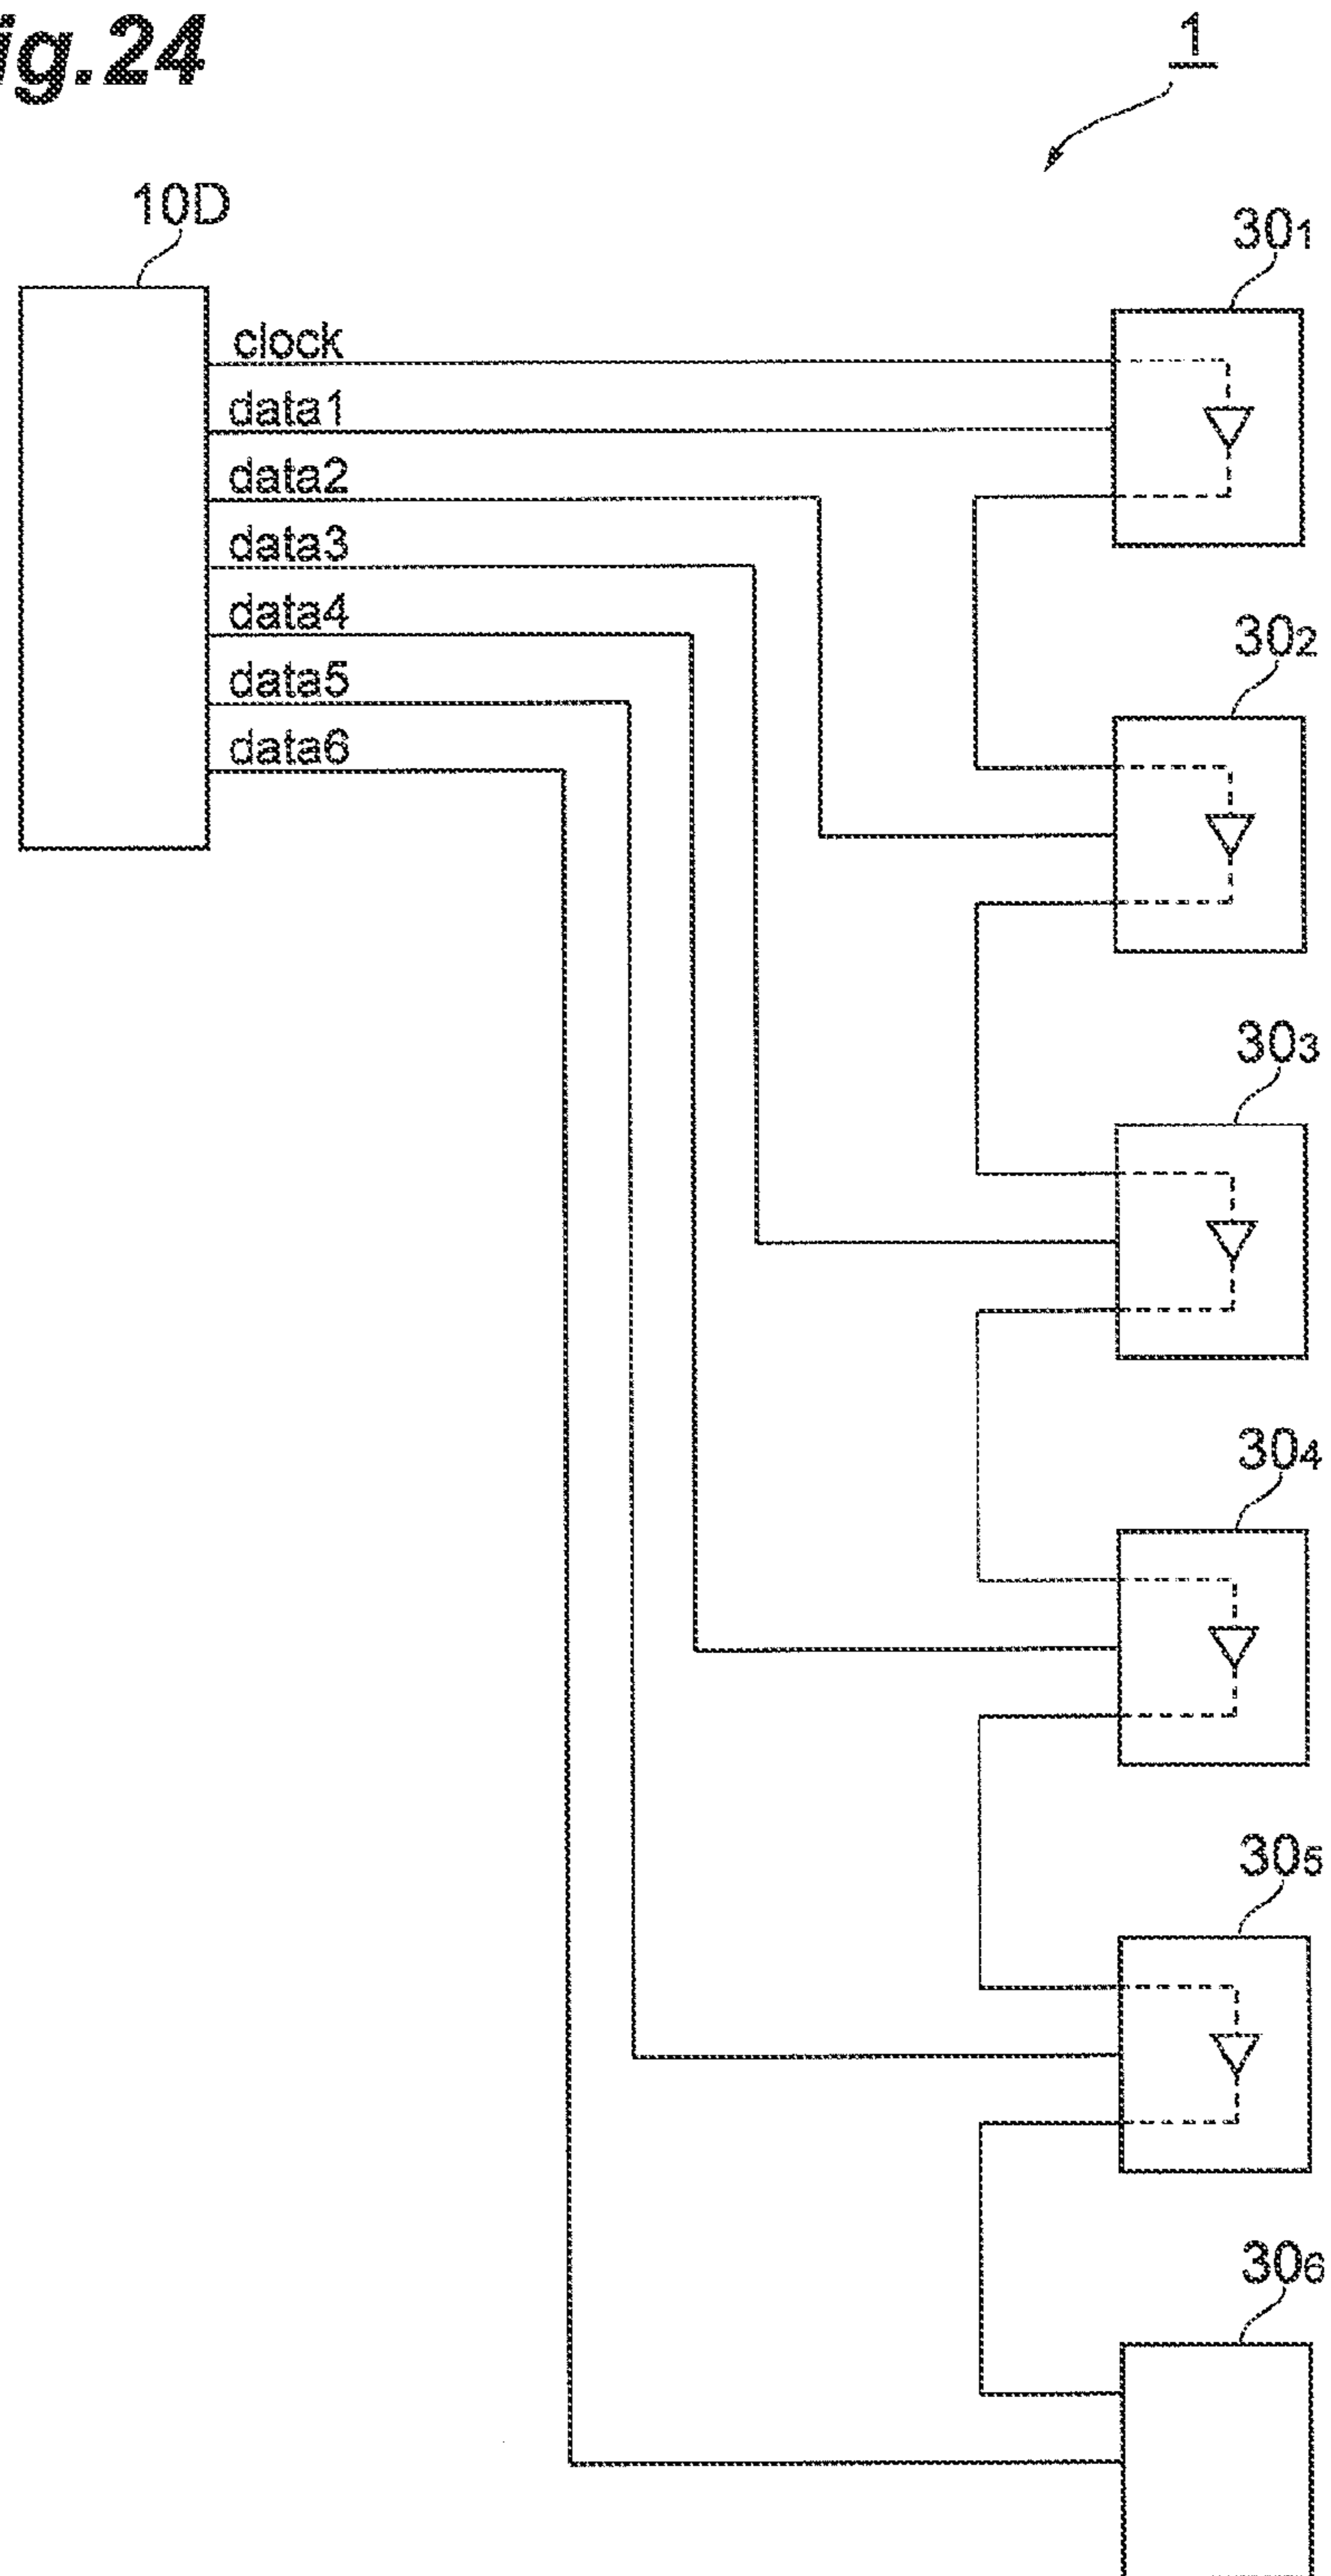 ig.24
1
10D
30₁
clock
data1
data2
data3
data4
data5
data6
30₂
30₃
30₄
30₅
30₆